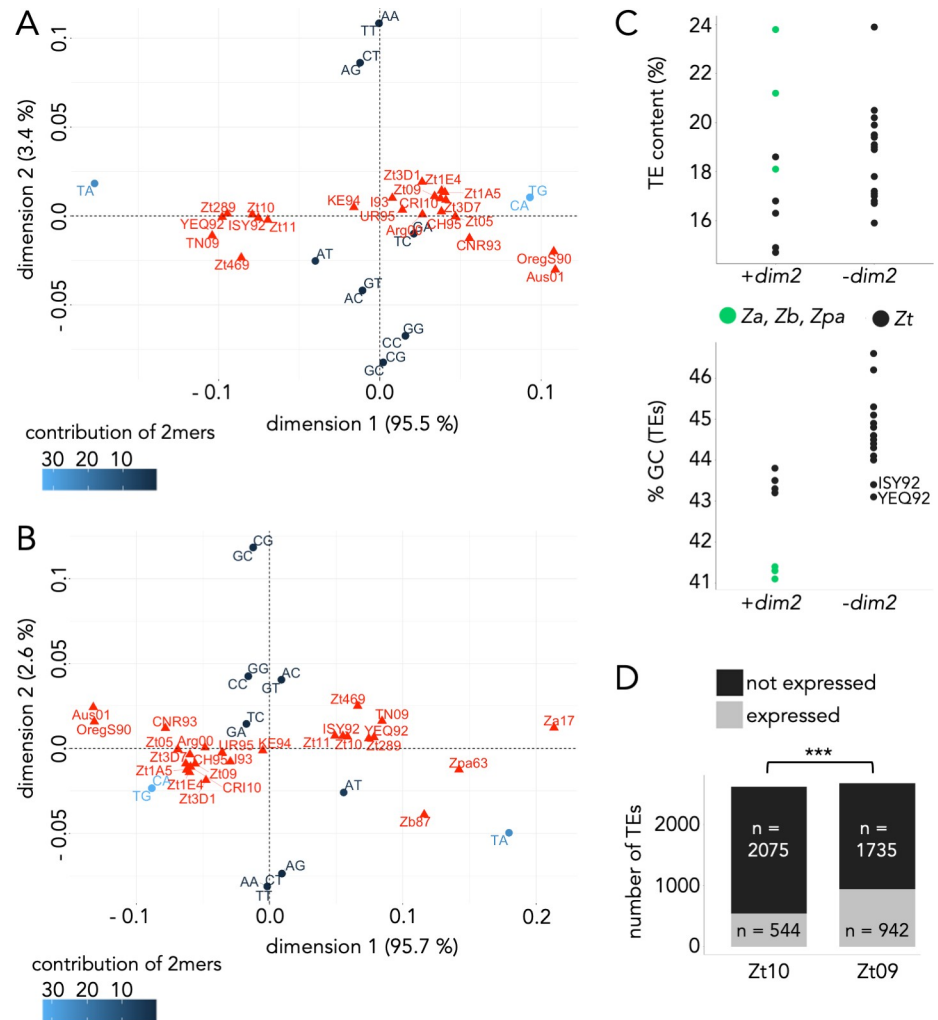 A
0.1
0.05
0.0
- 0.05
dimension 2 (3.4 %)
AA
TT
CT
AG
TA
TG
CA
Zt3D1
Zt1E4
Zt09
Zt1A5
KE94
I93
CRI10
Zt3D7
UR95
CH95
Zt05
Arg00
GA
TC
CNR93
OregS90
Aus01
Zt289
Zt10
YEQ92
ISY92
Zt11
TN09
Zt469
AT
GT
AC
GG
CC
CG
GC
- 0.1
0.0
0.1
dimension 1 (95.5 %)
contribution of 2mers
30 20 10
B
0.1
0.05
0.0
- 0.05
dimension 2 (2.6 %)
CG
GC
GG
CC
AC
GT
TC
GA
Aus01
OregS90
CNR93
Zt05
Arg00
UR95
KE94
Zt3D7
CH95
I93
Zt1A5
Zt09
CA
Zt1E4
CRI10
TG
Zt3D1
Zt469
TN09
ISY92
YEQ92
Zt11
Zt10
Zt289
Za17
Zpa63
Zb87
AT
TA
AG
AA
CT
TT
- 0.1
0.0
0.1
0.2
dimension 1 (95.7 %)
contribution of 2mers
30 20 10
C
24
22
20
18
16
TE content (%)
+dim2
-dim2
Za, Zb, Zpa
Zt
46
45
44
43
42
41
% GC (TEs)
ISY92
YEQ92
+dim2
-dim2
D
not expressed
expressed
***
2000
1000
0
number of TEs
n =
2075
n = 544
n =
1735
n = 942
Zt10
Zt09